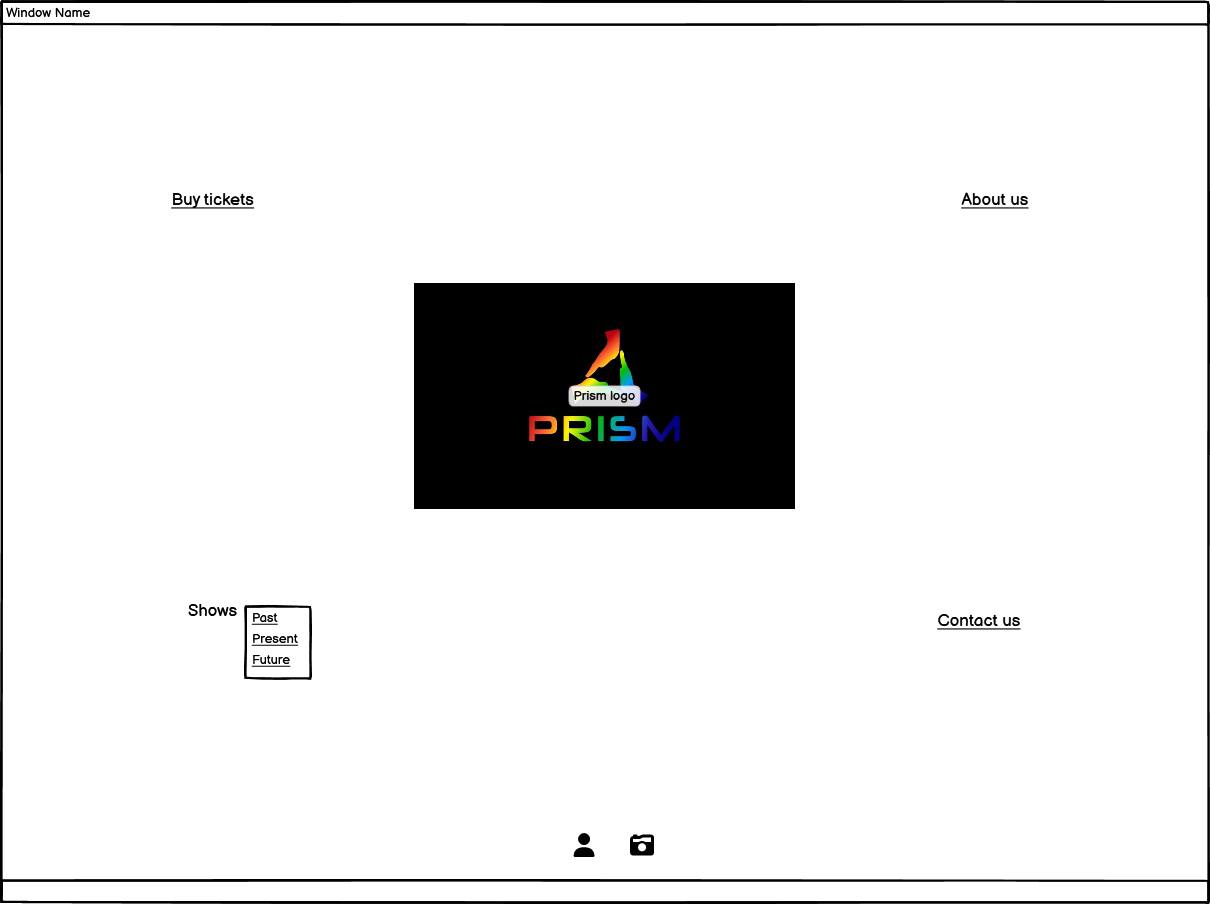 Window Name
Buy tickets
About us
Prism logo
PRISM
Shows
Past
Present
Future
Contact us